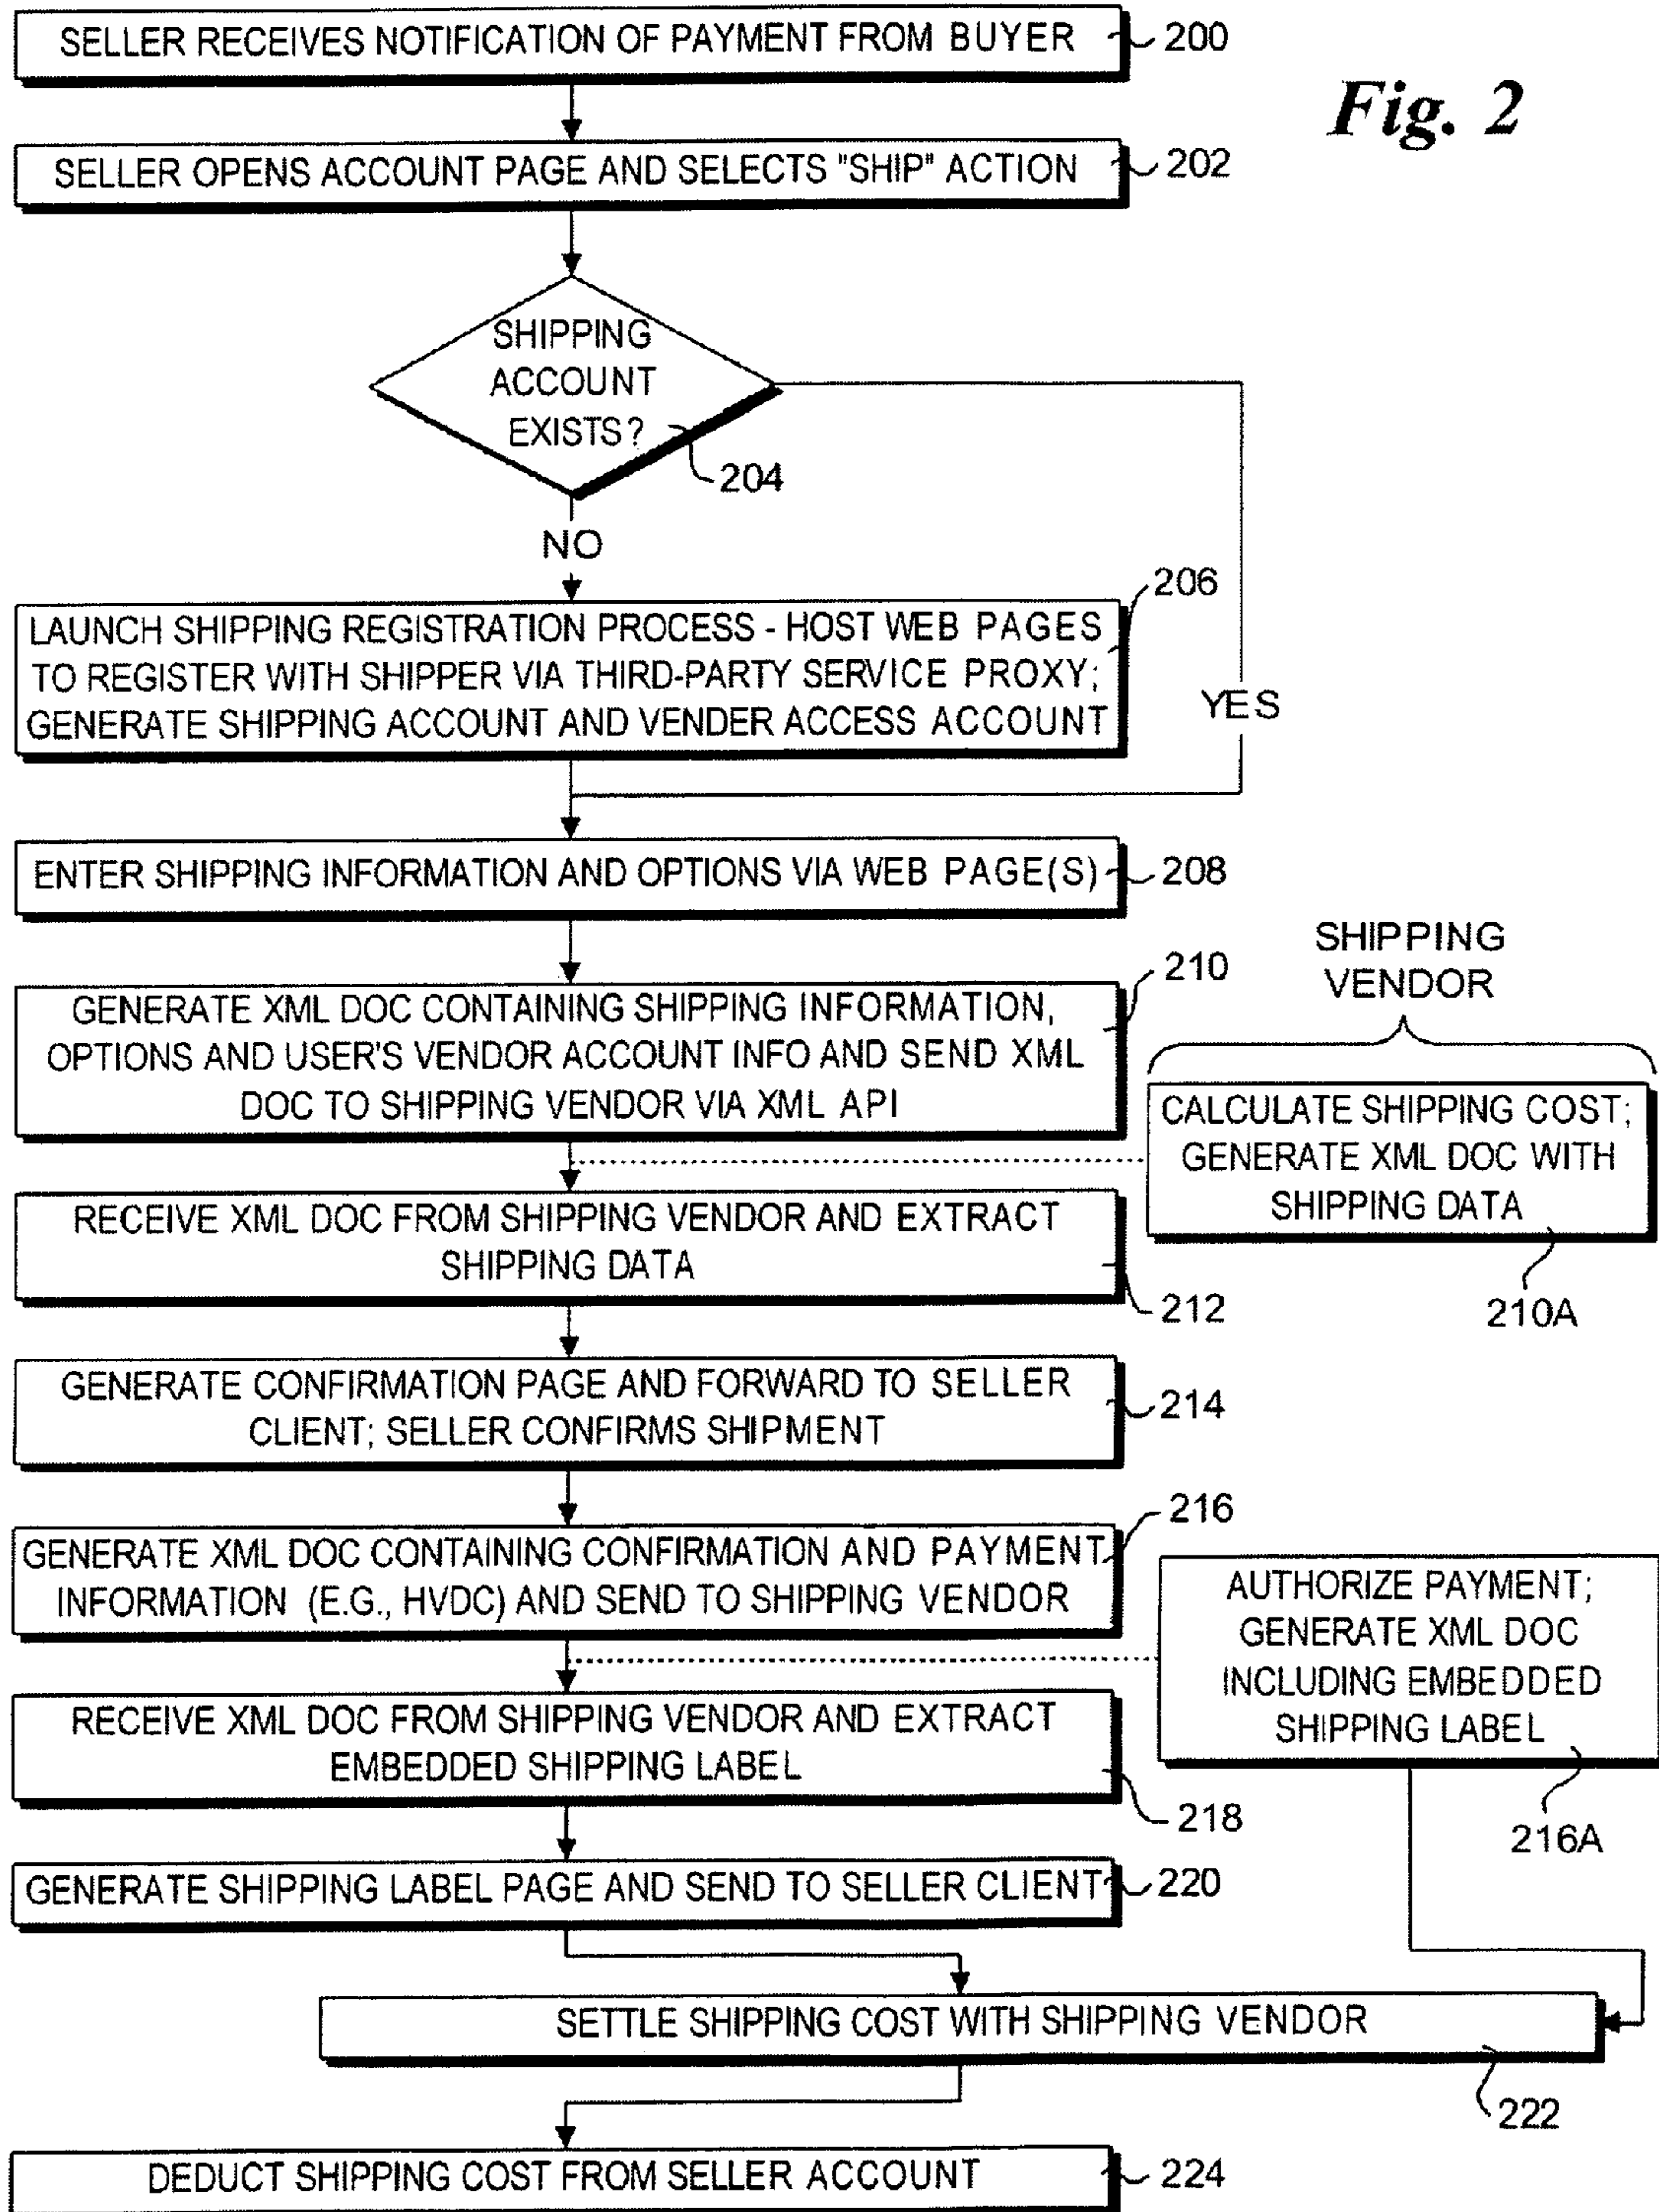 SELLER RECEIVES NOTIFICATION OF PAYMENT FROM BUYER
200
Fig. 2
SELLER OPENS ACCOUNT PAGE AND SELECTS "SHIP" ACTION
202
SHIPPING
ACCOUNT
EXISTS?
204
NO
YES
206
LAUNCH SHIPPING REGISTRATION PROCESS - HOST WEB PAGES
TO REGISTER WITH SHIPPER VIA THIRD-PARTY SERVICE PROXY;
GENERATE SHIPPING ACCOUNT AND VENDER ACCESS ACCOUNT
ENTER SHIPPING INFORMATION AND OPTIONS VIA WEB PAGE(S)
208
210
GENERATE XML DOC CONTAINING SHIPPING INFORMATION,
OPTIONS AND USER'S VENDOR ACCOUNT INFO AND SEND XML
DOC TO SHIPPING VENDOR VIA XML API
SHIPPING
VENDOR
CALCULATE SHIPPING COST;
GENERATE XML DOC WITH
SHIPPING DATA
210A
RECEIVE XML DOC FROM SHIPPING VENDOR AND EXTRACT
SHIPPING DATA
212
GENERATE CONFIRMATION PAGE AND FORWARD TO SELLER
CLIENT; SELLER CONFIRMS SHIPMENT
214
216
GENERATE XML DOC CONTAINING CONFIRMATION AND PAYMENT
INFORMATION (E.G., HVDC) AND SEND TO SHIPPING VENDOR
AUTHORIZE PAYMENT;
GENERATE XML DOC
INCLUDING EMBEDDED
SHIPPING LABEL
216A
RECEIVE XML DOC FROM SHIPPING VENDOR AND EXTRACT
EMBEDDED SHIPPING LABEL
218
GENERATE SHIPPING LABEL PAGE AND SEND TO SELLER CLIENT
220
SETTLE SHIPPING COST WITH SHIPPING VENDOR
222
DEDUCT SHIPPING COST FROM SELLER ACCOUNT
224